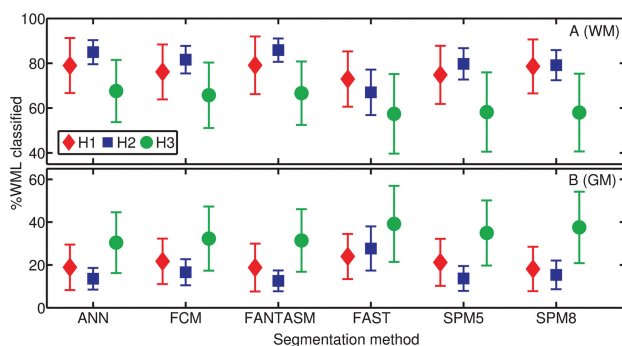 100
A (WM)
80
60
40
H1 H2 H3
%WML classified
60
B (GM)
40
20
0
ANN FCM FANTASM FAST SPM5 SPM8
Segmentation method